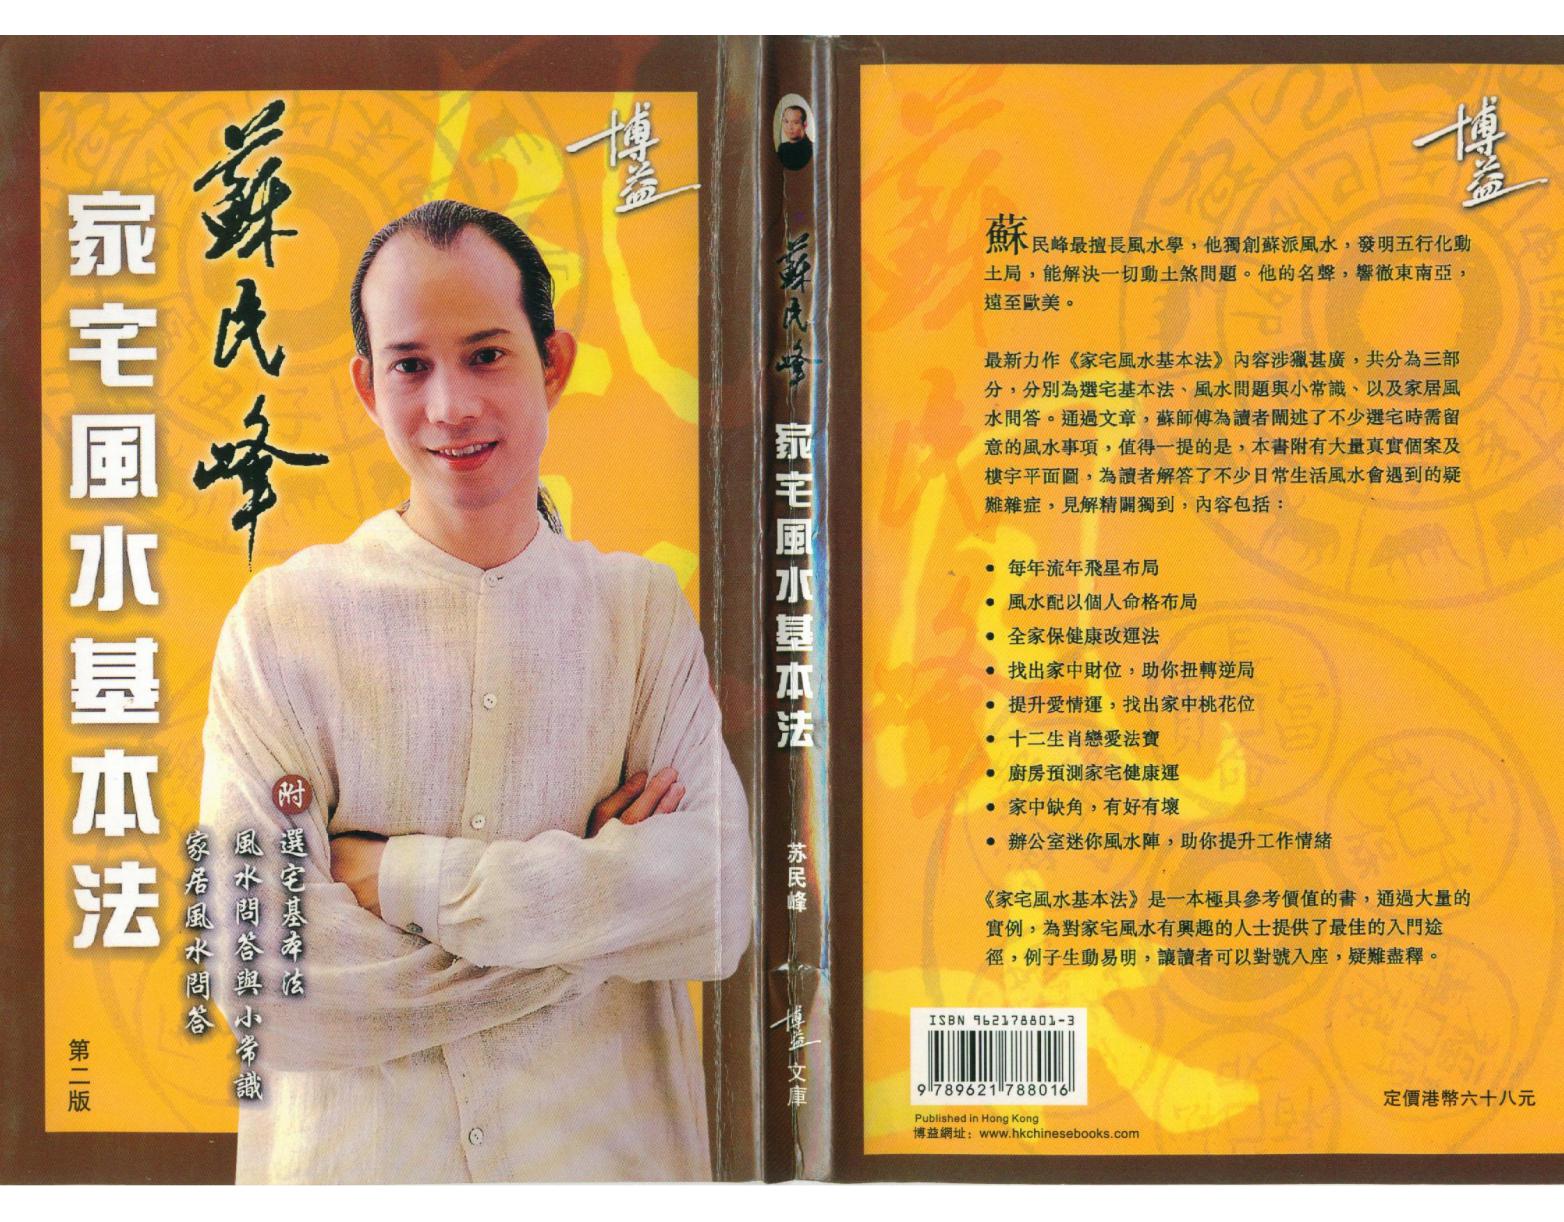 博益
蘇民峰
家宅風水基本法
附
選宅基本法
風水問答與小常識
家居風水問答
第二版
蘇民峰
家宅風水基本法
苏民峰
博益
文庫
博益
蘇民峰最擅長風水學，他獨創蘇派風水，發明五行化動
土局，能解決一切動土煞問題。他的名聲，響徹東南亞，
遠至歐美。
最新力作《家宅風水基本法》內容涉獵甚廣，共分為三部
分，分別為選宅基本法、風水問題與小常識、以及家居風
水問答。通過文章，蘇師傅為讀者闡述了不少選宅時需留
意的風水事項，值得一提的是，本書附有大量真實個案及
樓宇平面圖，為讀者解答了不少日常生活風水會遇到的疑
難雜症，見解精闢獨到，內容包括：
• 每年流年飛星布局
• 風水配以個人命格布局
• 全家保健康改運法
• 找出家中財位，助你扭轉逆局
• 提升愛情運，找出家中桃花位
• 十二生肖戀愛法寶
• 廚房預測家宅健康運
• 家中缺角，有好有壞
• 辦公室迷你風水陣，助你提升工作情緒
《家宅風水基本法》是一本極具參考價值的書，通過大量的
實例，為對家宅風水有興趣的人士提供了最佳的入門途
徑，例子生動易明，讓讀者可以對號入座，疑難盡釋。
ISBN 962178801-3
9 789621 788016
定價港幣六十八元
Published in Hong Kong
博益網址：www.hkchinesebooks.com